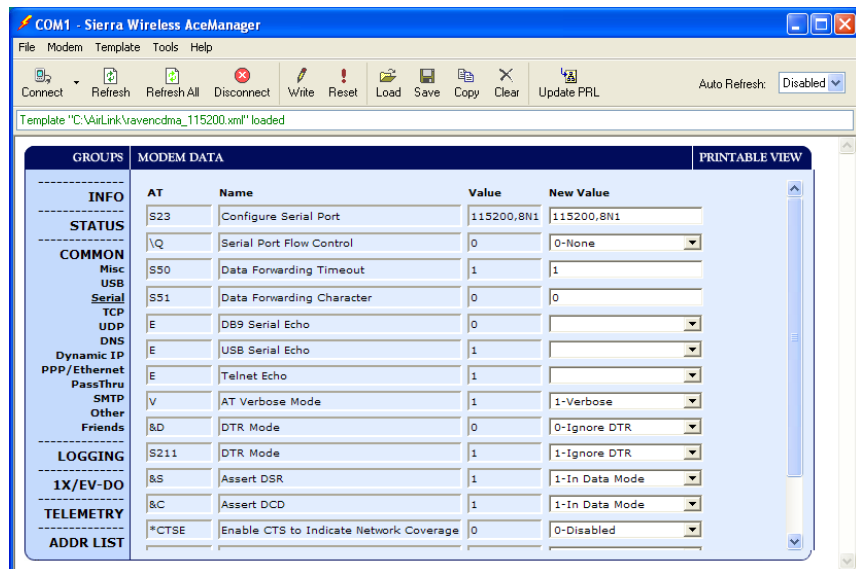 COM1 - Sierra Wireless AceManager
File Modem Template Tools Help
Connect Refresh Refresh All Disconnect Write Reset Load Save Copy Clear Update PRL Auto Refresh: Disabled
Template "C:\AirLink\ravencdma_115200.xml" loaded
GROUPS MODEM DATA PRINTABLE VIEW
INFO
STATUS
COMMON
Misc
USB
Serial
TCP
UDP
DNS
Dynamic IP
PPP/Ethernet
PassThru
SMTP
Other
Friends
LOGGING
1X/EV-DO
TELEMETRY
ADDR LIST
AT Name Value New Value
S23 Configure Serial Port 115200,8N1 115200,8N1
\Q Serial Port Flow Control 0 0-None
S50 Data Forwarding Timeout 1 1
S51 Data Forwarding Character 0 0
E DB9 Serial Echo 0
E USB Serial Echo 1
E Telnet Echo 1
V AT Verbose Mode 1 1-Verbose
&D DTR Mode 0 0-Ignore DTR
S211 DTR Mode 1 1-Ignore DTR
&S Assert DSR 1 1-In Data Mode
&C Assert DCD 1 1-In Data Mode
*CTSE Enable CTS to Indicate Network Coverage 0 0-Disabled